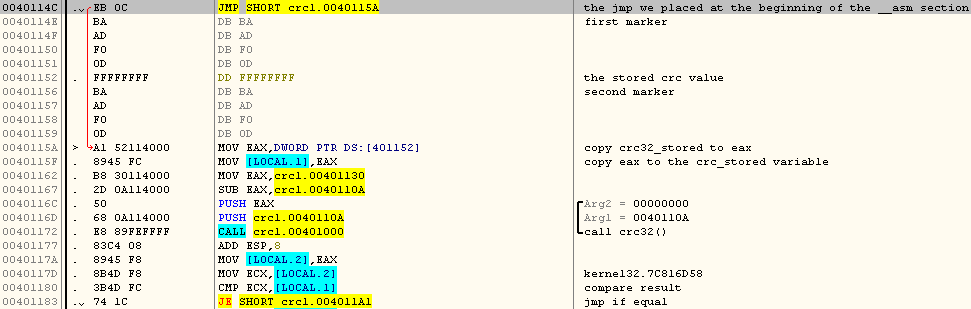 0040114C .⌄ EB 0C JMP SHORT crc1.0040115A the jmp we placed at the beginning of the __asm section
0040114E BA DB BA first marker
0040114F AD DB AD
00401150 F0 DB F0
00401151 0D DB 0D
00401152 . FFFFFFFF DD FFFFFFFF the stored crc value
00401156 BA DB BA second marker
00401157 AD DB AD
00401158 F0 DB F0
00401159 0D DB 0D
0040115A > A1 52114000 MOV EAX,DWORD PTR DS:[401152] copy crc32_stored to eax
0040115F . 8945 FC MOV [LOCAL.1],EAX copy eax to the crc_stored variable
00401162 . B8 30114000 MOV EAX,crc1.00401130
00401167 . 2D 0A114000 SUB EAX,crc1.0040110A
0040116C . 50 PUSH EAX Arg2 = 00000000
0040116D . 68 0A114000 PUSH crc1.0040110A Arg1 = 0040110A
00401172 . E8 89FEFFFF CALL crc1.00401000 call crc32()
00401177 . 83C4 08 ADD ESP,8
0040117A . 8945 F8 MOV [LOCAL.2],EAX
0040117D . 8B4D F8 MOV ECX,[LOCAL.2] kernel32.7C816D58
00401180 . 3B4D FC CMP ECX,[LOCAL.1] compare result
00401183 .⌄ 74 1C JE SHORT crc1.004011A1 jmp if equal